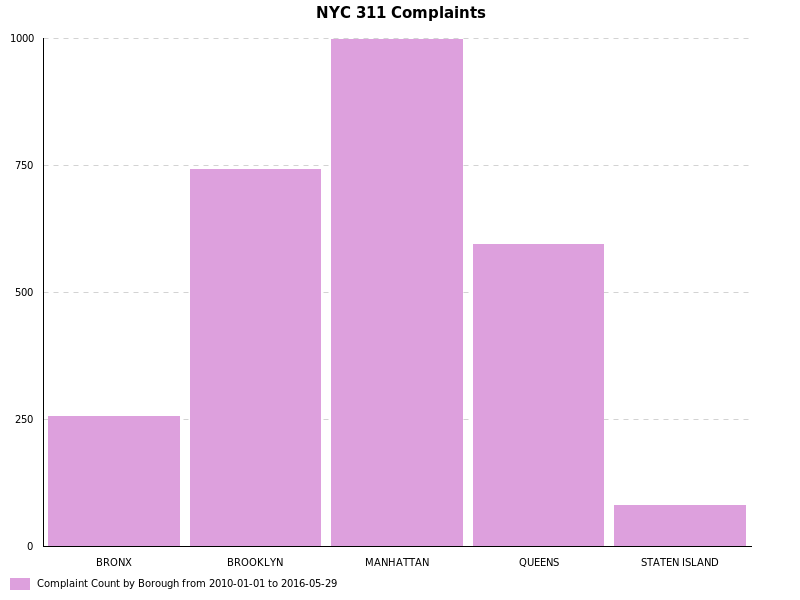 NYC 311 Complaints
1000
750
500
250
0
BRONX BROOKLYN MANHATTAN QUEENS STATEN ISLAND
Complaint Count by Borough from 2010-01-01 to 2016-05-29